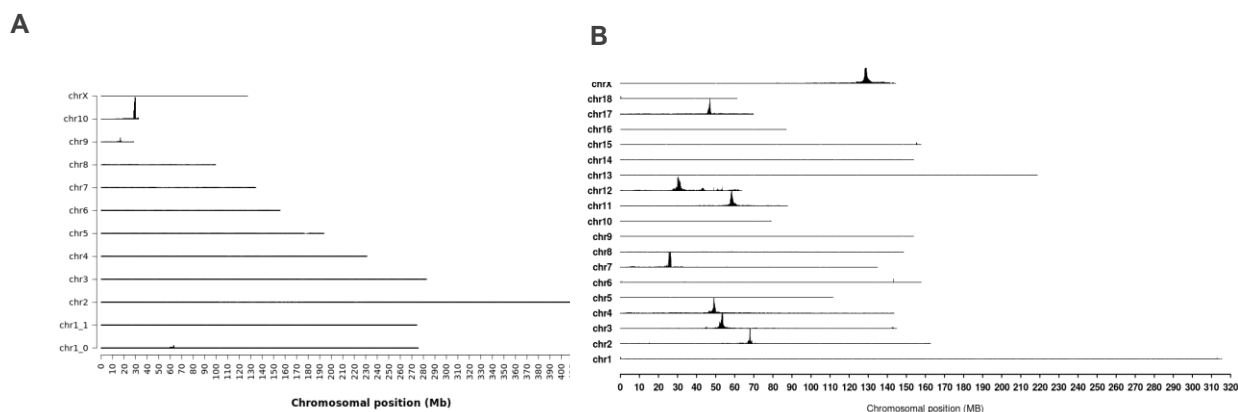 A
chrX
chr10
chr9
chr8
chr7
chr6
chr5
chr4
chr3
chr2
chr1_1
chr1_0
0 10 20 30 40 50 60 70 80 90 100 110 120 130 140 150 160 170 180 190 200 210 220 230 240 250 260 270 280 290 300 310 320 330 340 350 360 370 380 390 400
Chromosomal position (Mb)
B
chrX
chr18
chr17
chr16
chr15
chr14
chr13
chr12
chr11
chr10
chr9
chr8
chr7
chr6
chr5
chr4
chr3
chr2
chr1
0 10 20 30 40 50 60 70 80 90 100 110 120 130 140 150 160 170 180 190 200 210 220 230 240 250 260 270 280 290 300 310 320
Chromosomal position (MB)